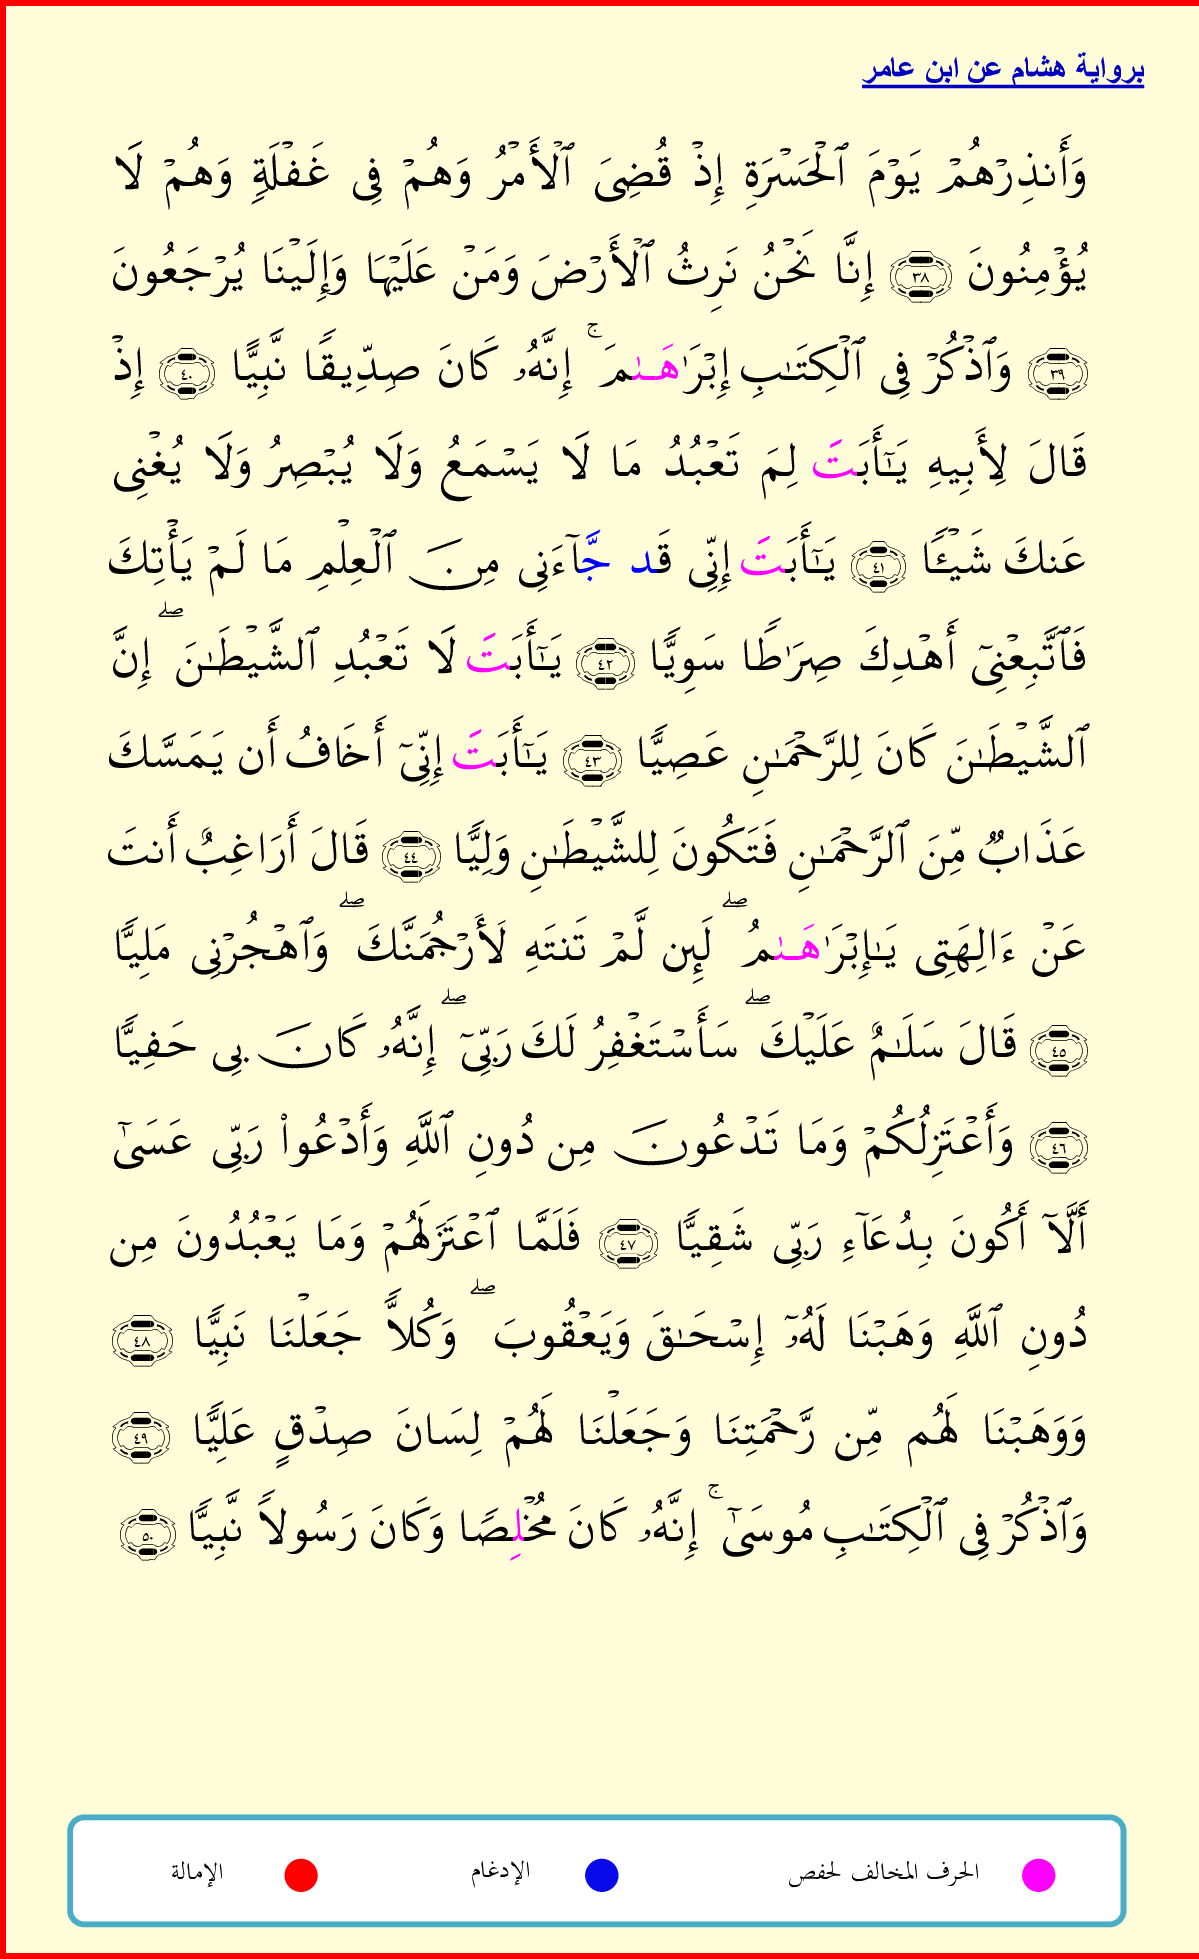 برواية هشام عن ابن عامر
وَأَنذِرْهُمْ يَوْمَ ٱلْحَسْرَةِ إِذْ قُضِىَ ٱلْأَمْرُ وَهُمْ فِى غَفْلَةٍ وَهُمْ لَا
يُؤْمِنُونَ ٣٨ إِنَّا نَحْنُ نَرِثُ ٱلْأَرْضَ وَمَنْ عَلَيْهَا وَإِلَيْنَا يُرْجَعُونَ
٣٩ وَٱذْكُرْ فِى ٱلْكِتَـٰبِ إِبْرَٰهَـٰمَ ۚ إِنَّهُۥ كَانَ صِدِّيقًا نَّبِيًّا ٤٠ إِذْ
قَالَ لِأَبِيهِ يَـٰٓأَبَتَ لِمَ تَعْبُدُ مَا لَا يَسْمَعُ وَلَا يُبْصِرُ وَلَا يُغْنِى
عَنكَ شَيْـًٔا ٤١ يَـٰٓأَبَتَ إِنِّى قَد جَّآءَنِى مِنَ ٱلْعِلْمِ مَا لَمْ يَأْتِكَ
فَٱتَّبِعْنِىٓ أَهْدِكَ صِرَٰطًا سَوِيًّا ٤٢ يَـٰٓأَبَتَ لَا تَعْبُدِ ٱلشَّيْطَـٰنَ ۖ إِنَّ
ٱلشَّيْطَـٰنَ كَانَ لِلرَّحْمَـٰنِ عَصِيًّا ٤٣ يَـٰٓأَبَتَ إِنِّىٓ أَخَافُ أَن يَمَسَّكَ
عَذَابٌ مِّنَ ٱلرَّحْمَـٰنِ فَتَكُونَ لِلشَّيْطَـٰنِ وَلِيًّا ٤٤ قَالَ أَرَاغِبٌ أَنتَ
عَنْ ءَالِهَتِى يَـٰإِبْرَٰهَـٰمُ ۖ لَئِن لَّمْ تَنتَهِ لَأَرْجُمَنَّكَ ۖ وَٱهْجُرْنِى مَلِيًّا
٤٥ قَالَ سَلَـٰمٌ عَلَيْكَ ۖ سَأَسْتَغْفِرُ لَكَ رَبِّىٓ ۖ إِنَّهُۥ كَانَ بِى حَفِيًّا
٤٦ وَأَعْتَزِلُكُمْ وَمَا تَدْعُونَ مِن دُونِ ٱللَّهِ وَأَدْعُوا۟ رَبِّى عَسَىٰٓ
أَلَّآ أَكُونَ بِدُعَآءِ رَبِّى شَقِيًّا ٤٧ فَلَمَّا ٱعْتَزَلَهُمْ وَمَا يَعْبُدُونَ مِن
دُونِ ٱللَّهِ وَهَبْنَا لَهُۥٓ إِسْحَـٰقَ وَيَعْقُوبَ ۖ وَكُلاًّ جَعَلْنَا نَبِيًّا ٤٨
وَوَهَبْنَا لَهُم مِّن رَّحْمَتِنَا وَجَعَلْنَا لَهُمْ لِسَانَ صِدْقٍ عَلِيًّا ٤٩
وَٱذْكُرْ فِى ٱلْكِتَـٰبِ مُوسَىٰٓ ۚ إِنَّهُۥ كَانَ مُخْلِصًا وَكَانَ رَسُولاً نَّبِيًّا ٥٠
الحرف المخالف لحفص الإدغام الإمالة